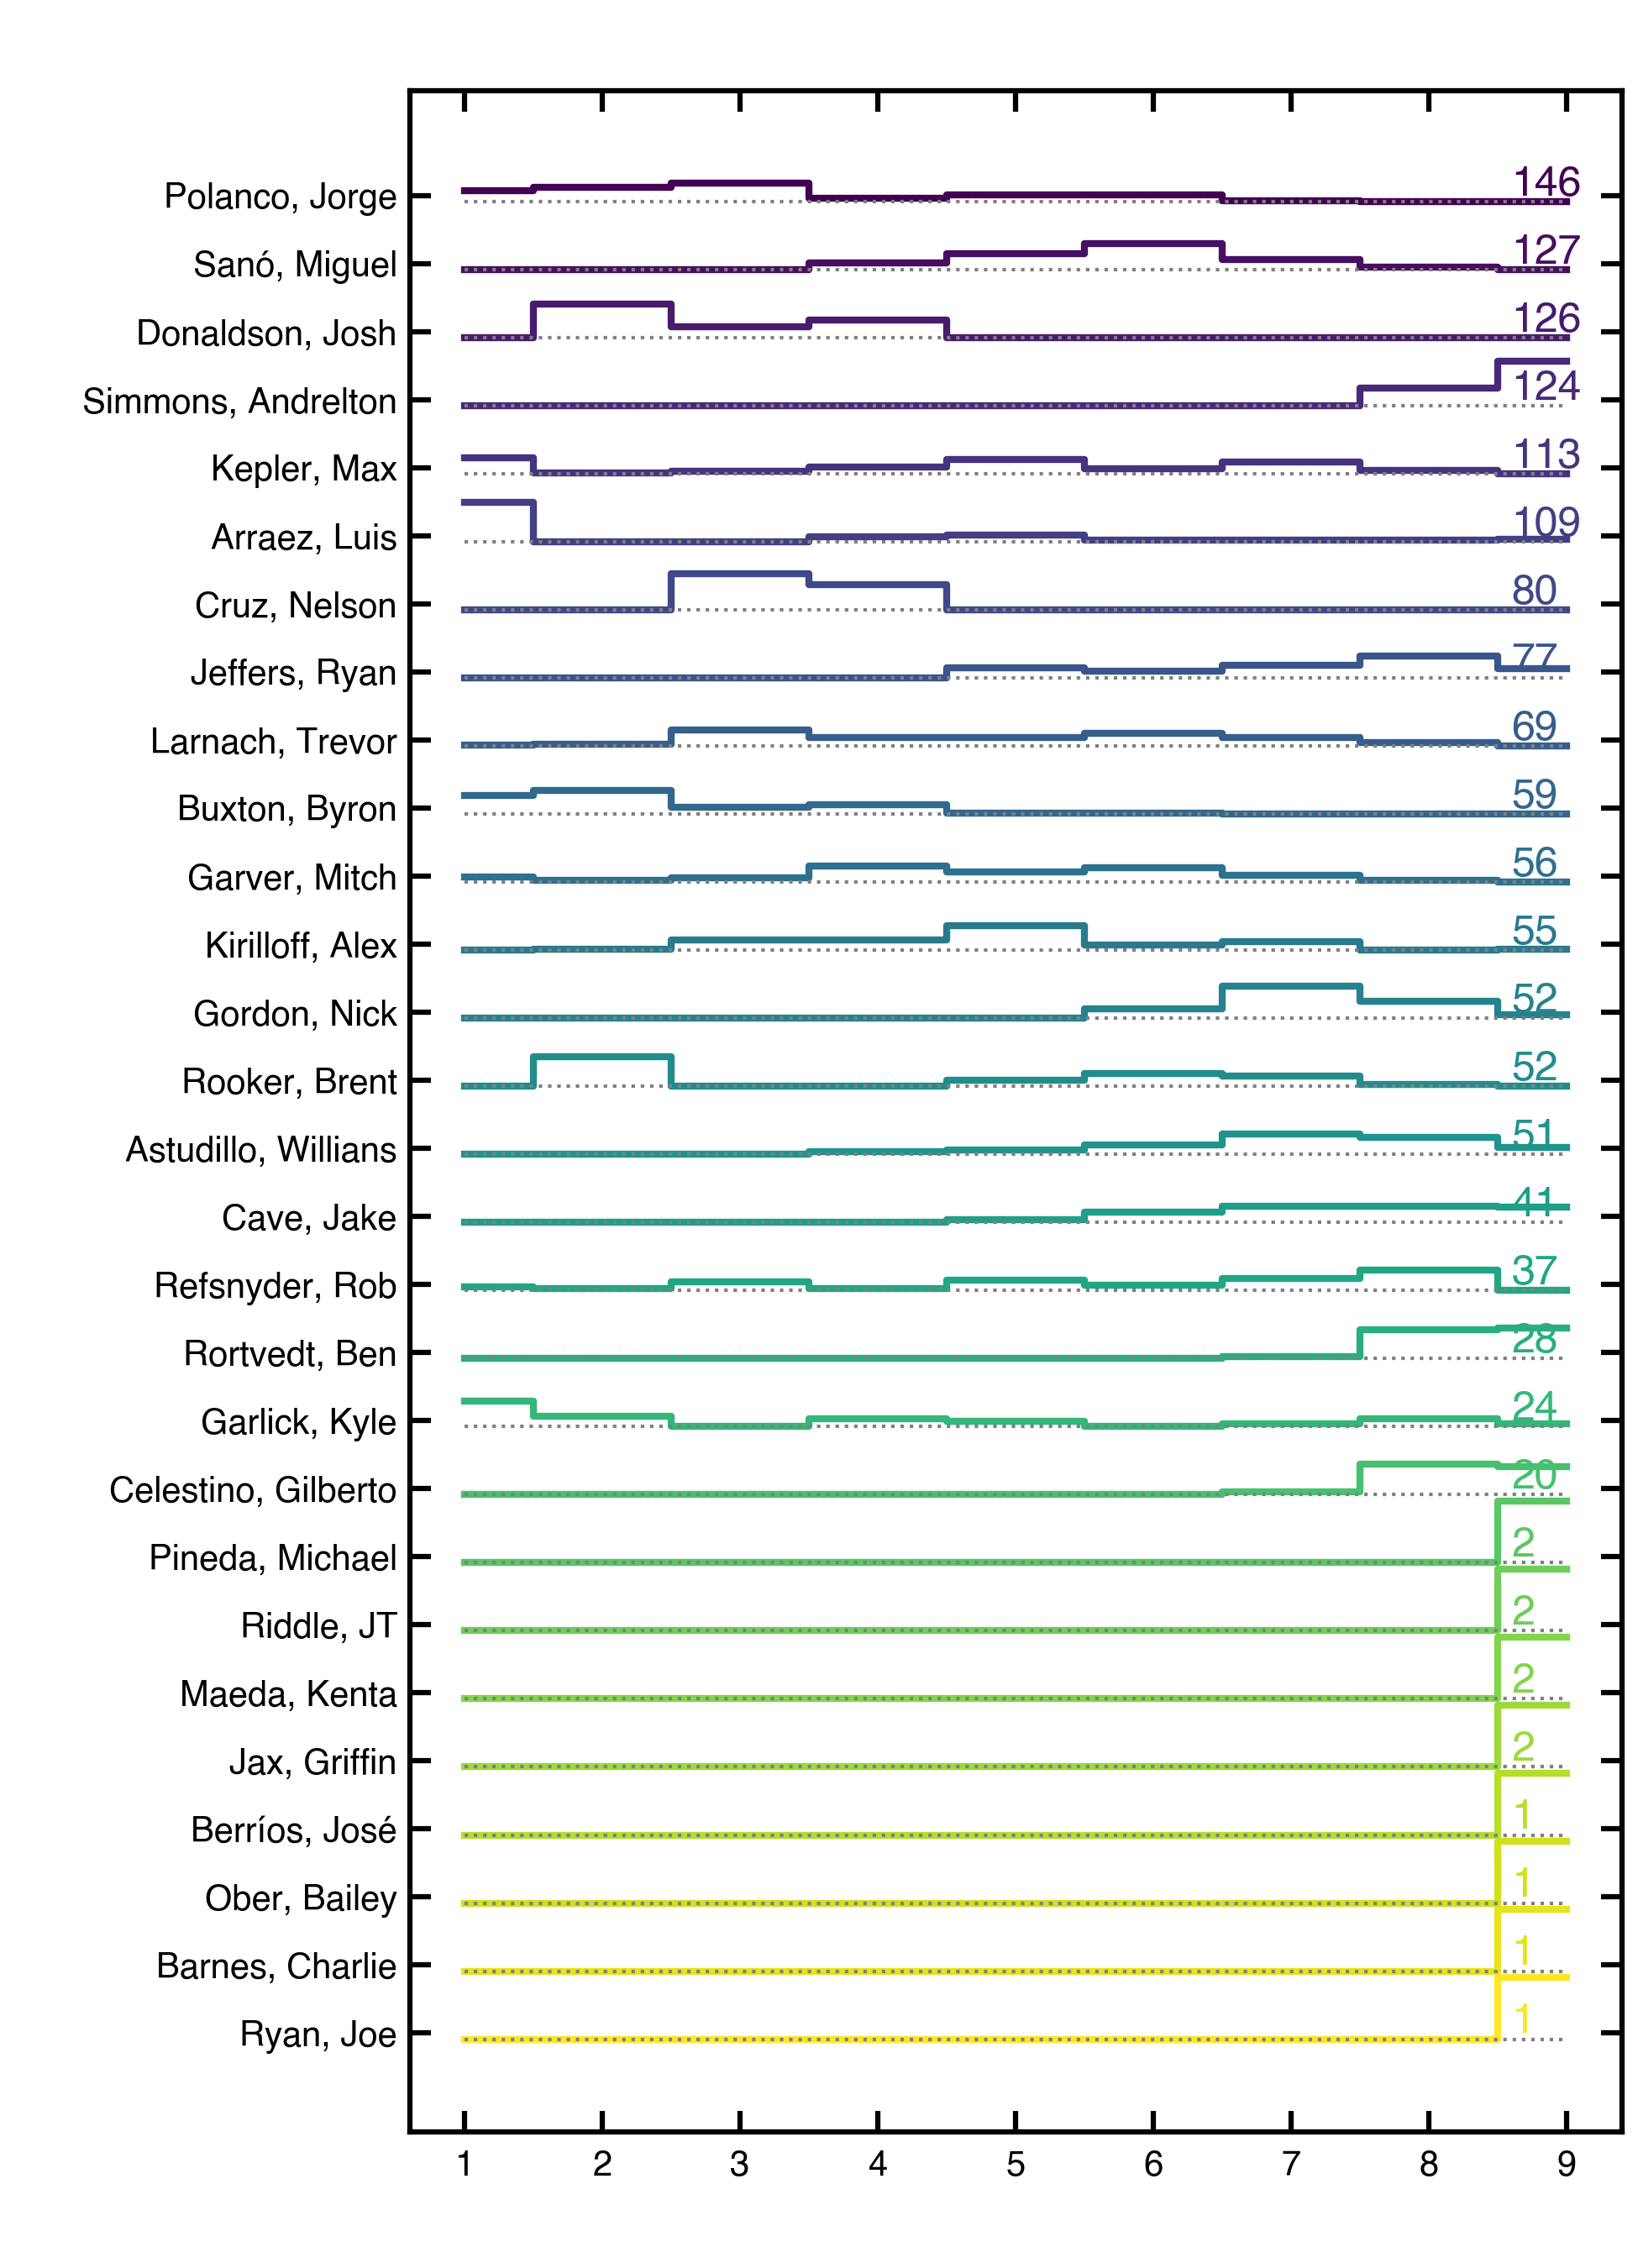 Polanco, Jorge 146
Sanó, Miguel 127
Donaldson, Josh 126
Simmons, Andrelton 124
Kepler, Max 113
Arraez, Luis 109
Cruz, Nelson 80
Jeffers, Ryan 77
Larnach, Trevor 69
Buxton, Byron 59
Garver, Mitch 56
Kirilloff, Alex 55
Gordon, Nick 52
Rooker, Brent 52
Astudillo, Willians 51
Cave, Jake 41
Refsnyder, Rob 37
Rortvedt, Ben 28
Garlick, Kyle 24
Celestino, Gilberto 20
Pineda, Michael 2
Riddle, JT 2
Maeda, Kenta 2
Jax, Griffin 2
Berríos, José 1
Ober, Bailey 1
Barnes, Charlie 1
Ryan, Joe 1
1 2 3 4 5 6 7 8 9